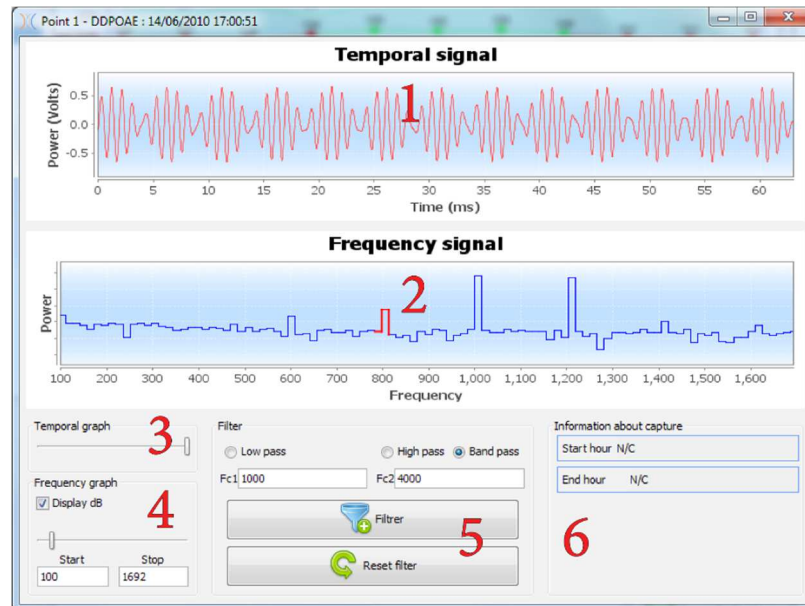 Point 1 - DDPOAE : 14/06/2010 17:00:51
Temporal signal
Power (Volts)
0.5
0.0
-0.5
1
0 5 10 15 20 25 30 35 40 45 50 55 60
Time (ms)
Frequency signal
Power
2
100 200 300 400 500 600 700 800 900 1,000 1,100 1,200 1,300 1,400 1,500 1,600
Frequency
Temporal graph
3
Frequency graph
Display dB
4
Start Stop
100 1692
Filter
Low pass High pass Band pass
Fc1 1000 Fc2 4000
Filtrer
5
Reset filter
Information about capture
Start hour N/C
End hour N/C
6